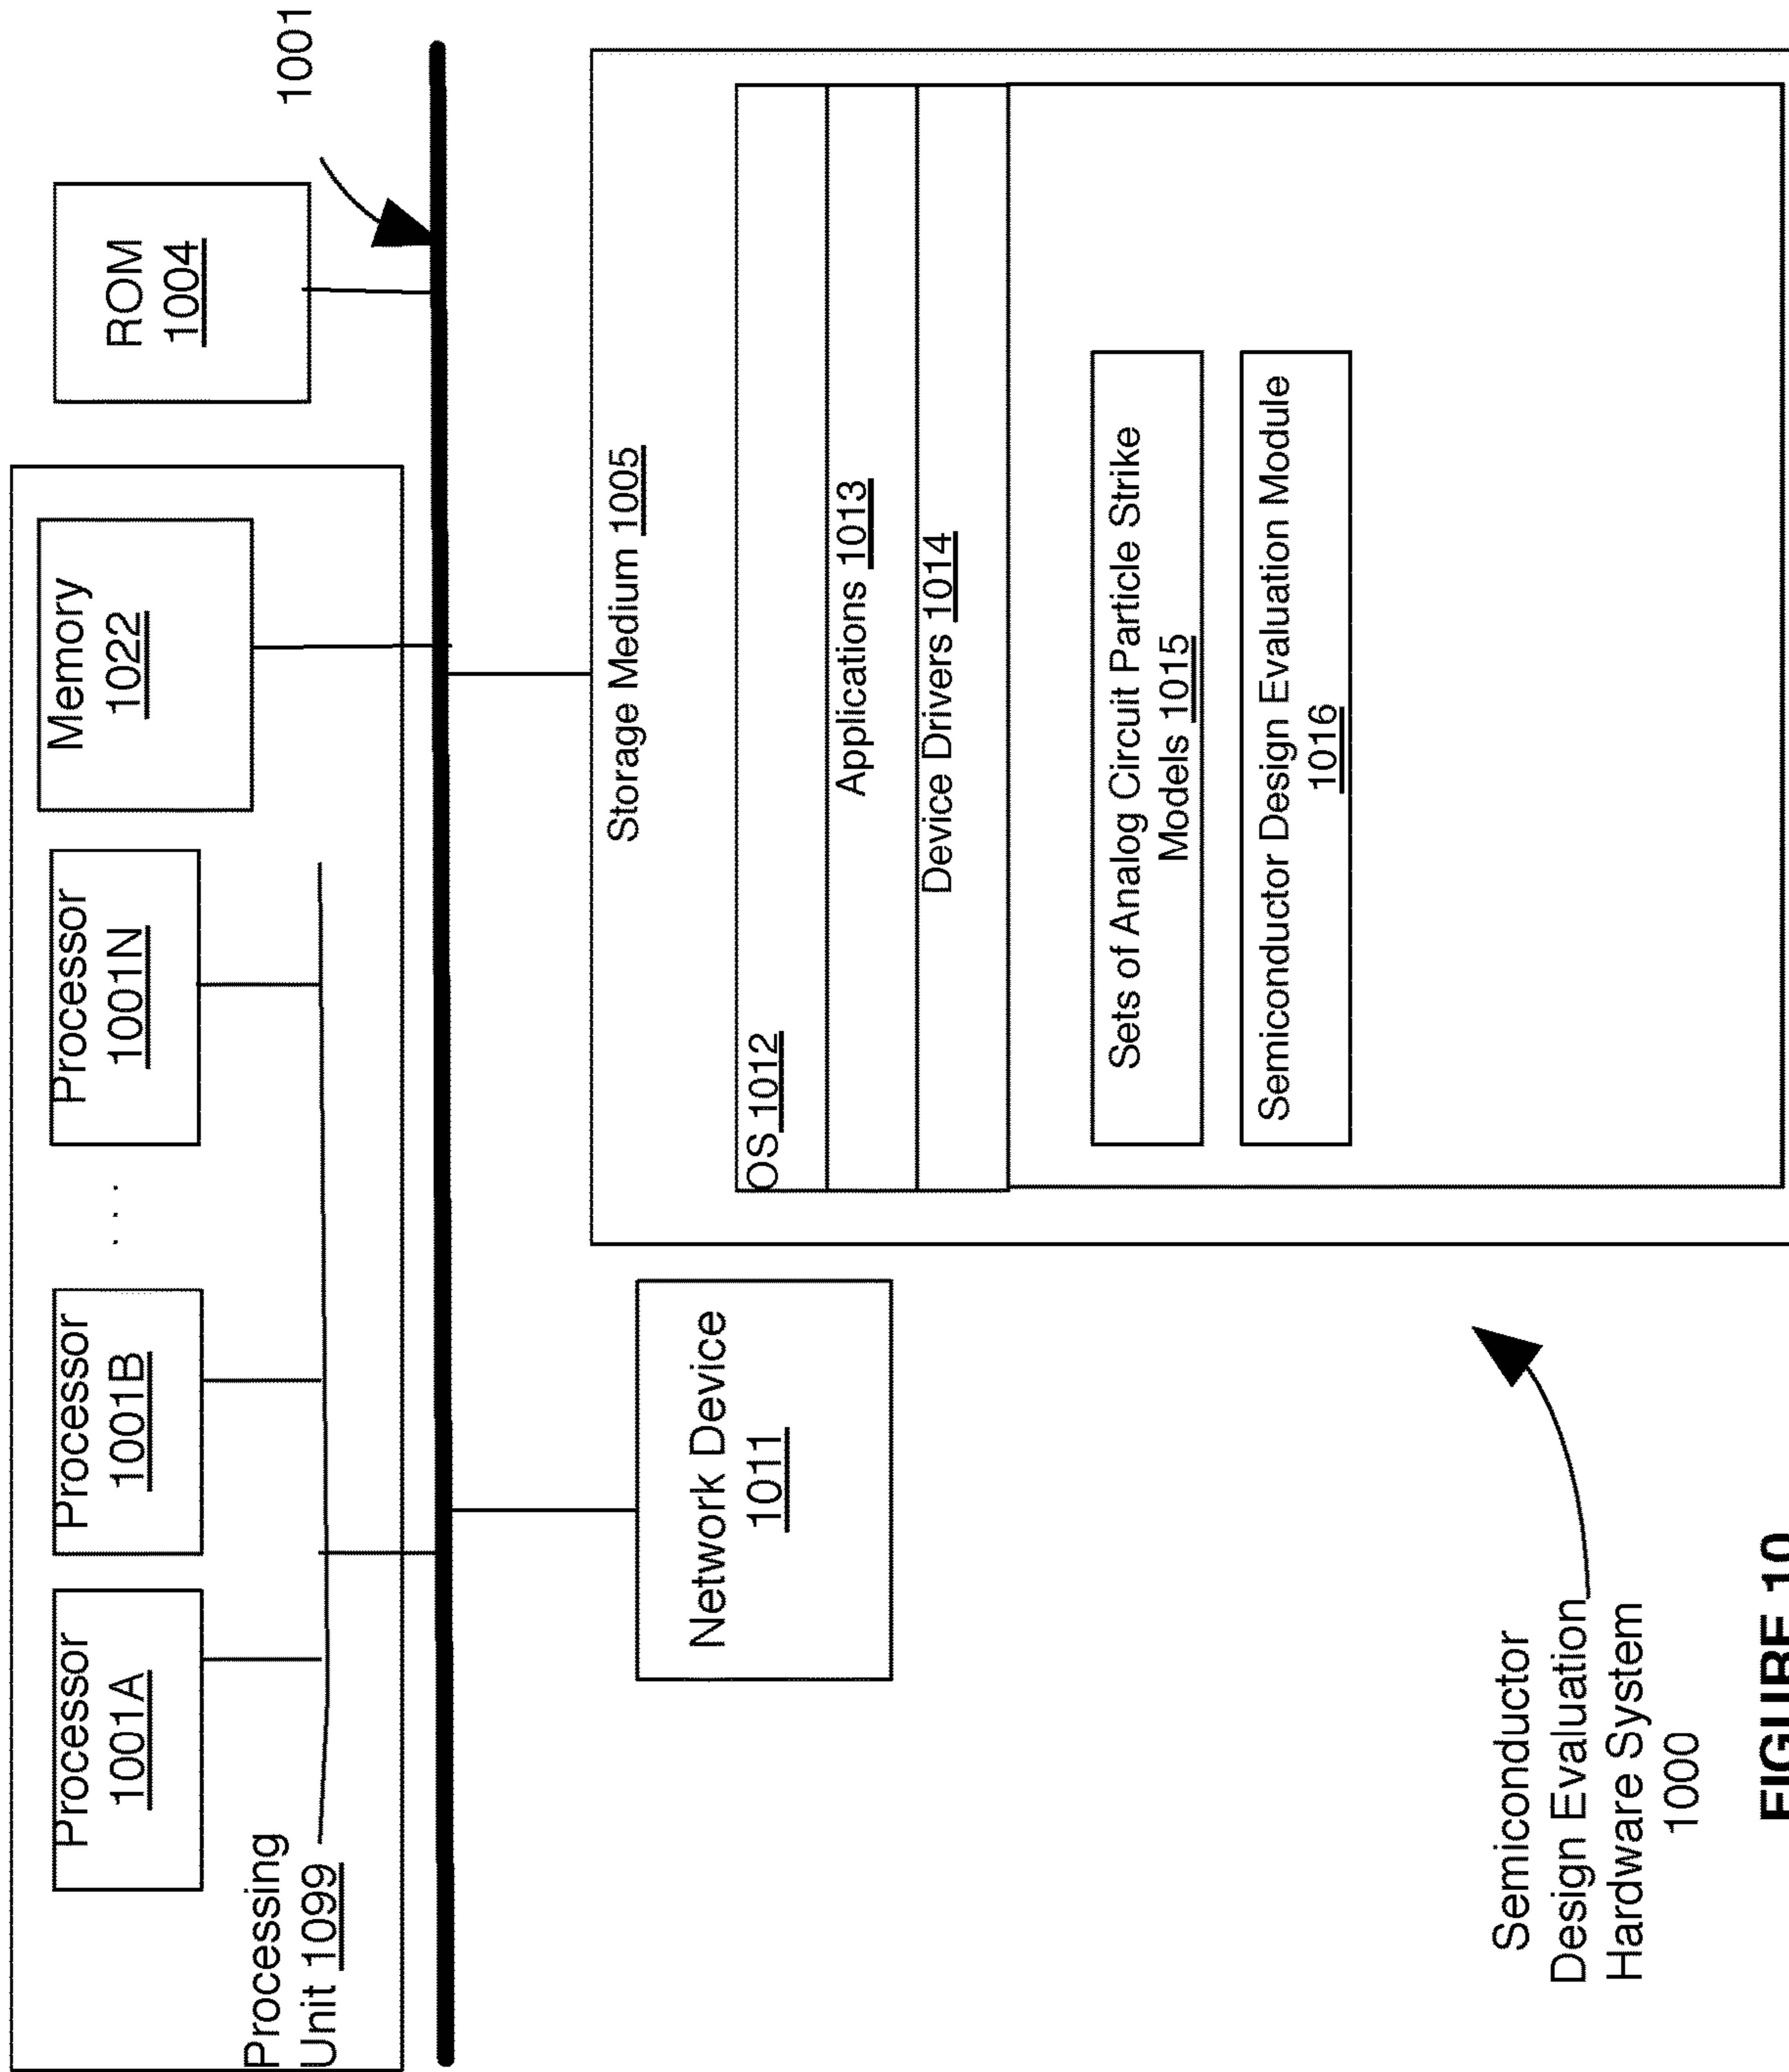 Processor
1001A
Processor
1001B
. . .
Processor
1001N
Memory
1022
ROM
1004
Processing
Unit 1099
1001
Network Device
1011
Storage Medium 1005
OS 1012
Applications 1013
Device Drivers 1014
Sets of Analog Circuit Particle Strike
Models 1015
Semiconductor Design Evaluation Module
1016
Semiconductor
Design Evaluation
Hardware System
1000
FIGURE 10